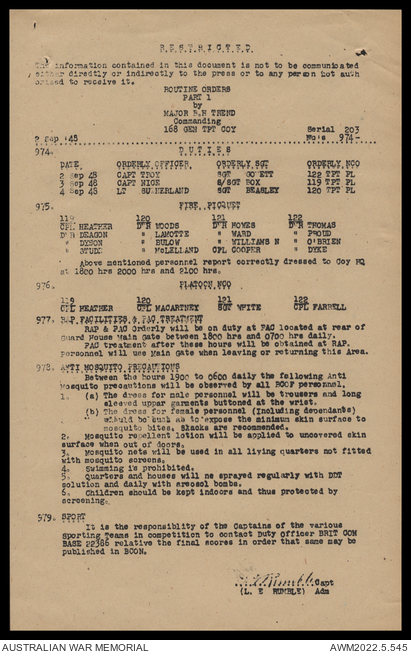 RESTRICTED
The information contained in this document is not to be communicated
either directly or indirectly to the press or to any person not auth
orised to receive it.
ROUTINE ORDERS
PART 1
by
MAJOR B.N TREND
Commanding
168 GEN TPT COY Serial 203
2 Sep 48 No's 974-
974. DUTIES
DATE ORDERLY OFFICER ORDERLY SGT ORDERLY NCO
2 Sep 48 CAPT TROY SGT 122 TPT PL
3 Sep 48 CAPT NIGE S/SGT BOX 119 TPT PL
4 Sep 48 LT SUTHERLAND SGT BEASLEY 120 TPT PL
975. FIRE PICQUET
119 120 121 122
CPL HEATHER D'R WOODS D'R HOWES D'R THOMAS
D'R DEACON " LAMOTTE " WARD " PROUD
" DYSON " BULOW " WILLIAMS N " O'BRIEN
" STUDD " McLELLAND CPL COOPER " DYKE
Above mentioned personnel report correctly dressed to Coy HQ
at 1800 hrs 2000 hrs and 2100 hrs.
976. PLATOON NCO
119 120 121 122
CPL HEATHER CPL MACARTNEY SGT WHITE CPL FARRELL
977. RAP FACILITIES & PAC TREATMENT
RAP & PAC Orderly will be on duty at PAC located at rear of
Guard House Main gate between 1800 hrs and 0700 hrs daily.
PAC treatment after these hours will be obtained at RAP.
personnel will use Main gate when leaving or returning this Area.
978. ANTI MOSQUITO PRECAUTIONS
Between the hours 1900 to 0600 daily the following Anti
Mosquito precautions will be observed by all BCOF personnel.
1. (a) The dress for male personnel will be trousers and long
sleeved upper garments buttoned at the wrist.
(b) The dress for female personnel (Including dependants)
should be such as to expose the minimum skin surface to
mosquito bites. Slacks are recommended.
2. Mosquito repellent lotion will be applied to uncovered skin
surface when out of doors.
3. Mosquito nets will be used in all living quarters not fitted
with mosquito screens.
4. Swimming is prohibited.
5. Quarters and houses will be sprayed regularly with DDT
solution and daily with areosol bombs.
6. Children should be kept indoors and thus protected by
screening.
979. SPORT
It is the responsiblity of the Captains of the various
Sporting Teams in competition to contact Duty Officer BRIT COM
BASE 22386 relative the final scores in order that same may be
published in BCON.
Rumble Capt
(L. E RUMBLE) Adm
AUSTRALIAN WAR MEMORIAL AWM2022.5.545